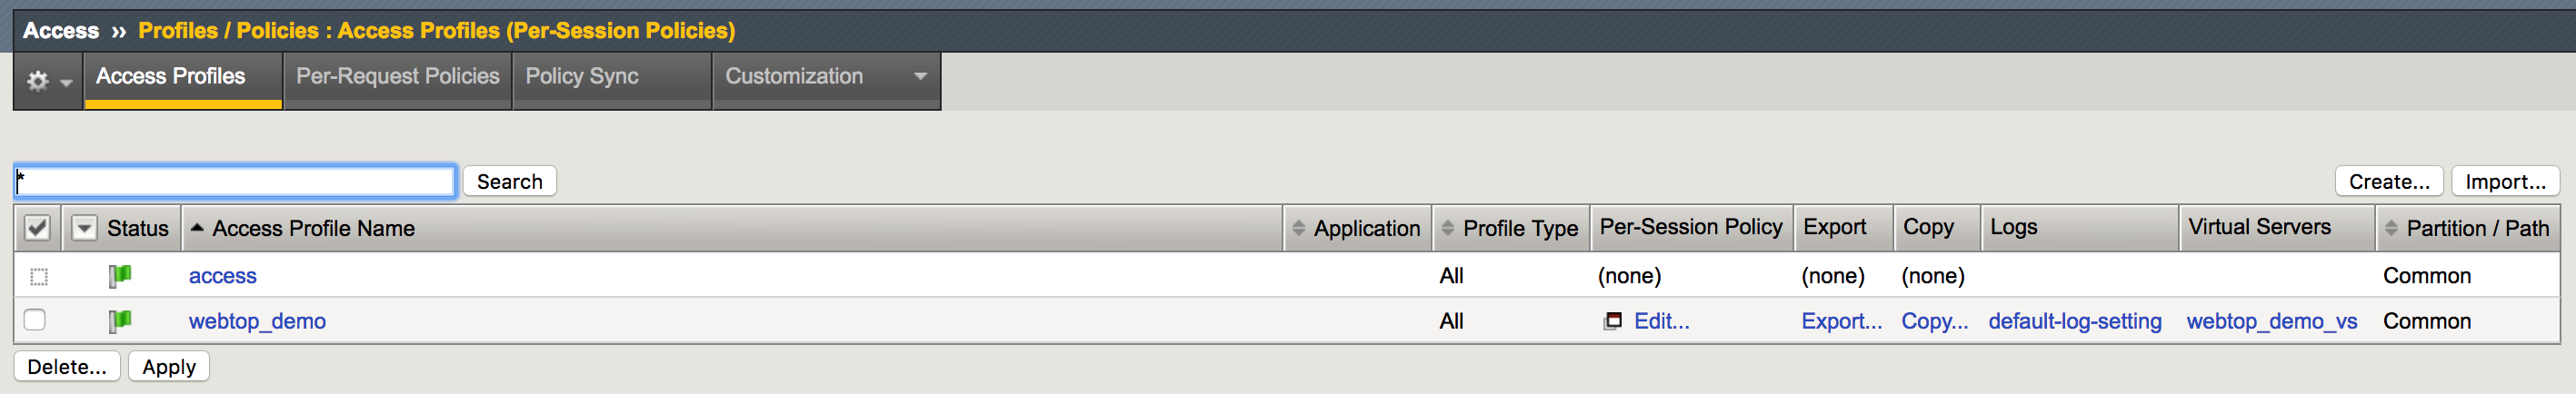 Access ›› Profiles / Policies : Access Profiles (Per-Session Policies)
Access Profiles Per-Request Policies Policy Sync Customization
* Search Create... Import...
Status Access Profile Name Application Profile Type Per-Session Policy Export Copy Logs Virtual Servers Partition / Path
access All (none) (none) (none) Common
webtop_demo All Edit... Export... Copy... default-log-setting webtop_demo_vs Common
Delete... Apply